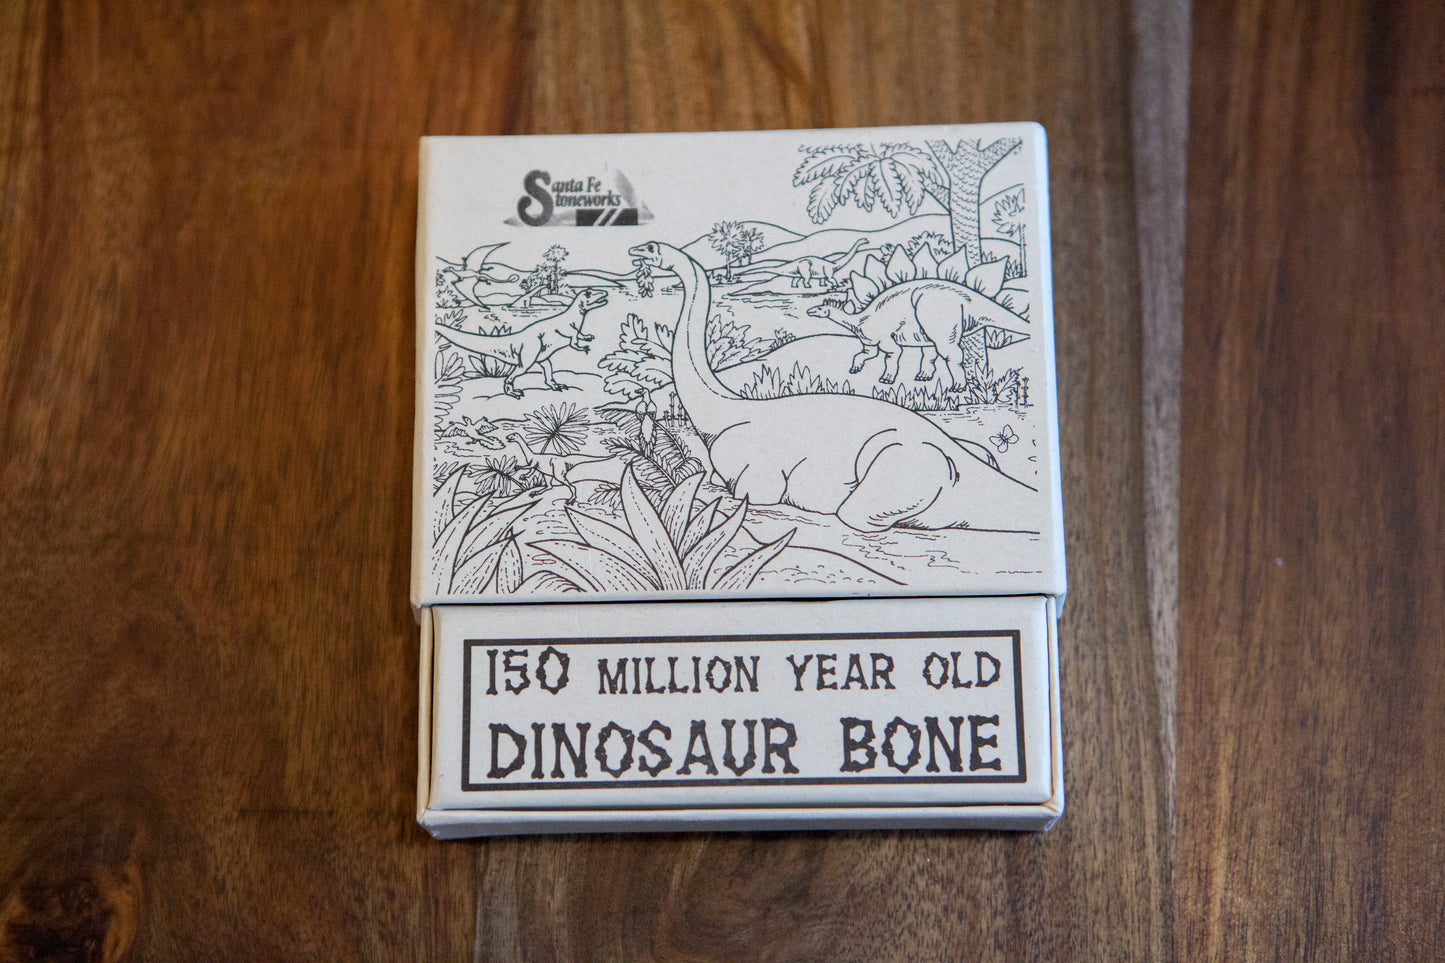 Santa Fe
Stoneworks
150 MILLION YEAR OLD
DINOSAUR BONE